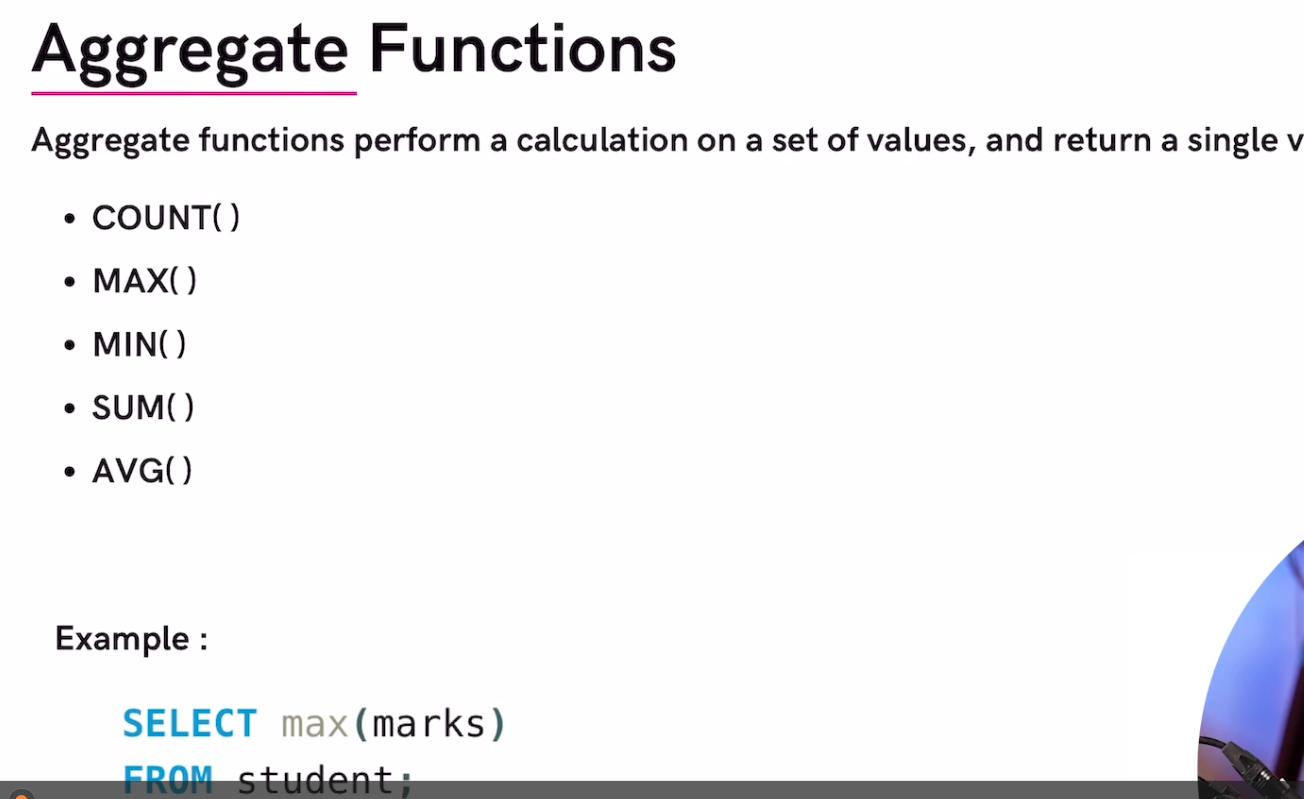 Aggregate Functions
Aggregate functions perform a calculation on a set of values, and return a single
• COUNT( )
• MAX( )
• MIN( )
• SUM( )
• AVG( )
Example :
SELECT max(marks)
FROM student;